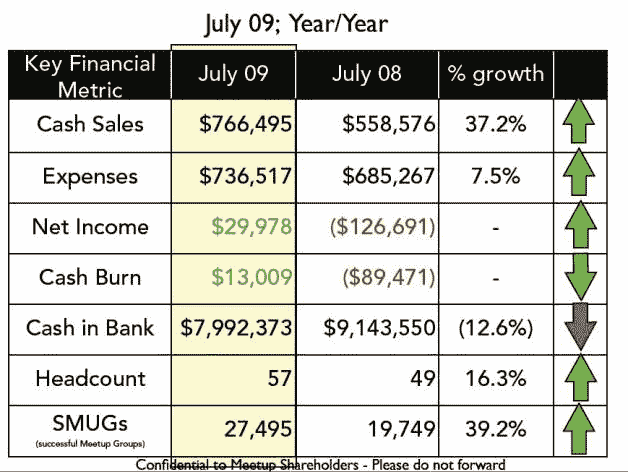 July 09; Year/Year
Key Financial Metric July 09 July 08 % growth
Cash Sales $766,495 $558,576 37.2%
Expenses $736,517 $685,267 7.5%
Net Income $29,978 ($126,691) -
Cash Burn $13,009 ($89,471) -
Cash in Bank $7,992,373 $9,143,550 (12.6%)
Headcount 57 49 16.3%
SMUGs 27,495 19,749 39.2%
(successful Meetup Groups)
Confidential to Meetup Shareholders - Please do not forward